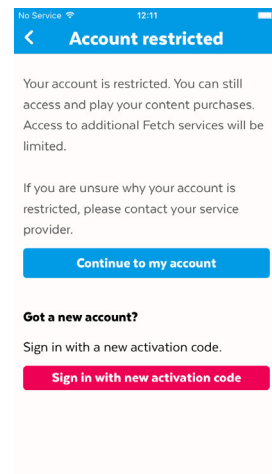 No Service 12:11
Account restricted
Your account is restricted. You can still
access and play your content purchases.
Access to additional Fetch services will be
limited.
If you are unsure why your account is
restricted, please contact your service
provider.
Continue to my account
Got a new account?
Sign in with a new activation code.
Sign in with new activation code